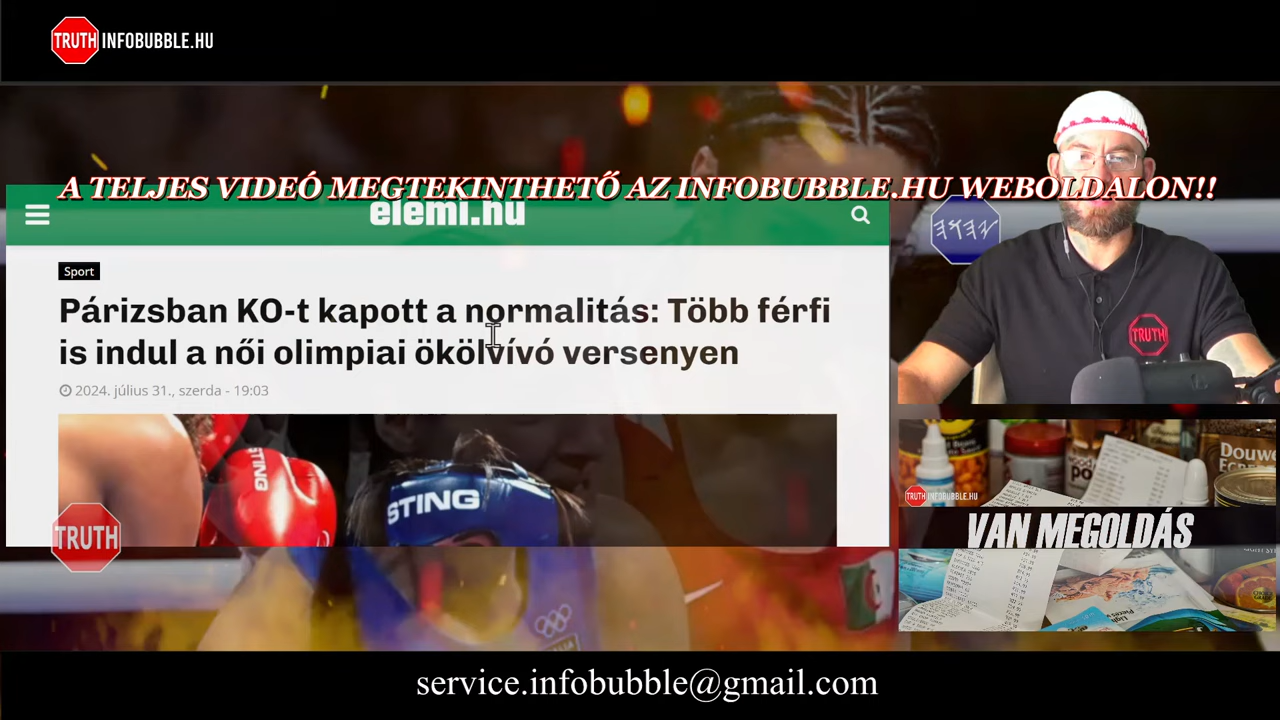 TRUTH INFOBUBBLE.HU
A TELJES VIDEÓ MEGTEKINTHETŐ AZ INFOBUBBLE.HU WEBOLDALON!!
elemi.hu
𐤉𐤄𐤅𐤄
Sport
Párizsban KO-t kapott a normalitás: Több férfi
is indul a női olimpiai ökölvívó versenyen
2024. július 31., szerda - 19:03
TRUTH
STING
STING
TRUTH
TRUTH INFOBUBBLE.HU
VAN MEGOLDÁS
service.infobubble@gmail.com